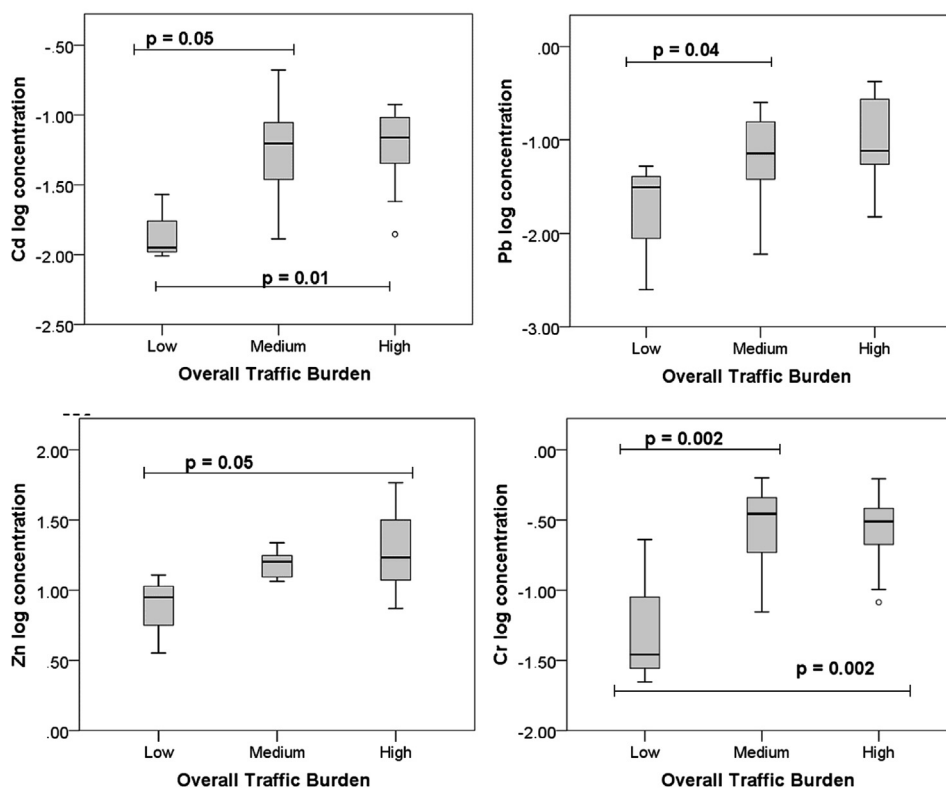 -.50
p = 0.05
-1.00
-1.50
-2.00
p = 0.01
-2.50
Cd log concentration
Low Medium High
Overall Traffic Burden
.00
p = 0.04
-1.00
-2.00
-3.00
Pb log concentration
Low Medium High
Overall Traffic Burden
2.00
p = 0.05
1.50
1.00
.50
.00
Zn log concentration
Low Medium High
Overall Traffic Burden
p = 0.002
.00
-.50
-1.00
-1.50
p = 0.002
-2.00
Cr log concentration
Low Medium High
Overall Traffic Burden